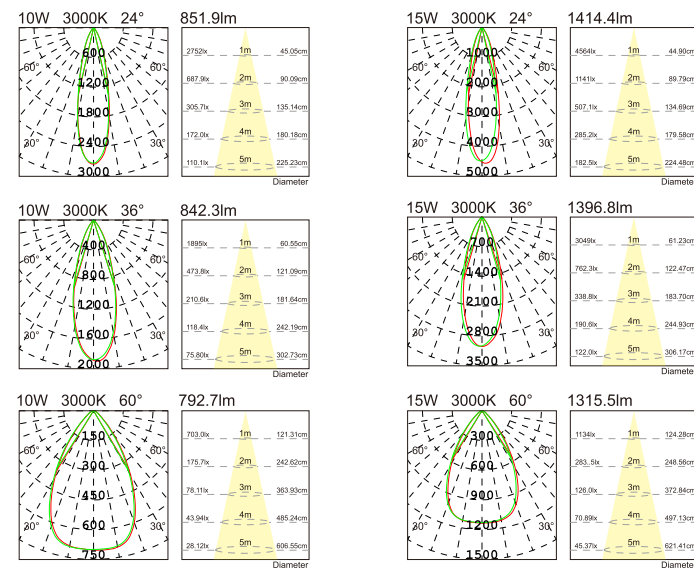 10W 3000K 24°
851.9lm
600
1200
1800
2400
3000
60°
60°
30°
30°
2752lx 1m 45.05cm
687.9lx 2m 90.09cm
305.7lx 3m 135.14cm
172.0lx 4m 180.18cm
110.1lx 5m 225.23cm
Diameter
15W 3000K 24°
1414.4lm
1000
2000
3000
4000
5000
60°
60°
30°
30°
4564lx 1m 44.90cm
1141lx 2m 89.79cm
507.1lx 3m 134.69cm
285.2lx 4m 179.58cm
182.5lx 5m 224.48cm
Diameter
10W 3000K 36°
842.3lm
400
800
1200
1600
2000
60°
60°
30°
30°
1895lx 1m 60.55cm
473.8lx 2m 121.09cm
210.6lx 3m 181.64cm
118.4lx 4m 242.19cm
75.80lx 5m 302.73cm
Diameter
15W 3000K 36°
1396.8lm
700
1400
2100
2800
3500
60°
60°
30°
30°
3049lx 1m 61.23cm
762.3lx 2m 122.47cm
338.8lx 3m 183.70cm
190.6lx 4m 244.93cm
122.0lx 5m 306.17cm
Diameter
10W 3000K 60°
792.7lm
150
300
450
600
750
60°
60°
30°
30°
703.0lx 1m 121.31cm
175.7lx 2m 242.62cm
78.11lx 3m 363.93cm
43.94lx 4m 485.24cm
28.12lx 5m 606.55cm
Diameter
15W 3000K 60°
1315.5lm
300
600
900
1200
1500
60°
60°
30°
30°
1134lx 1m 124.28cm
283.5lx 2m 248.56cm
126.0lx 3m 372.84cm
70.89lx 4m 497.13cm
45.37lx 5m 621.41cm
Diameter